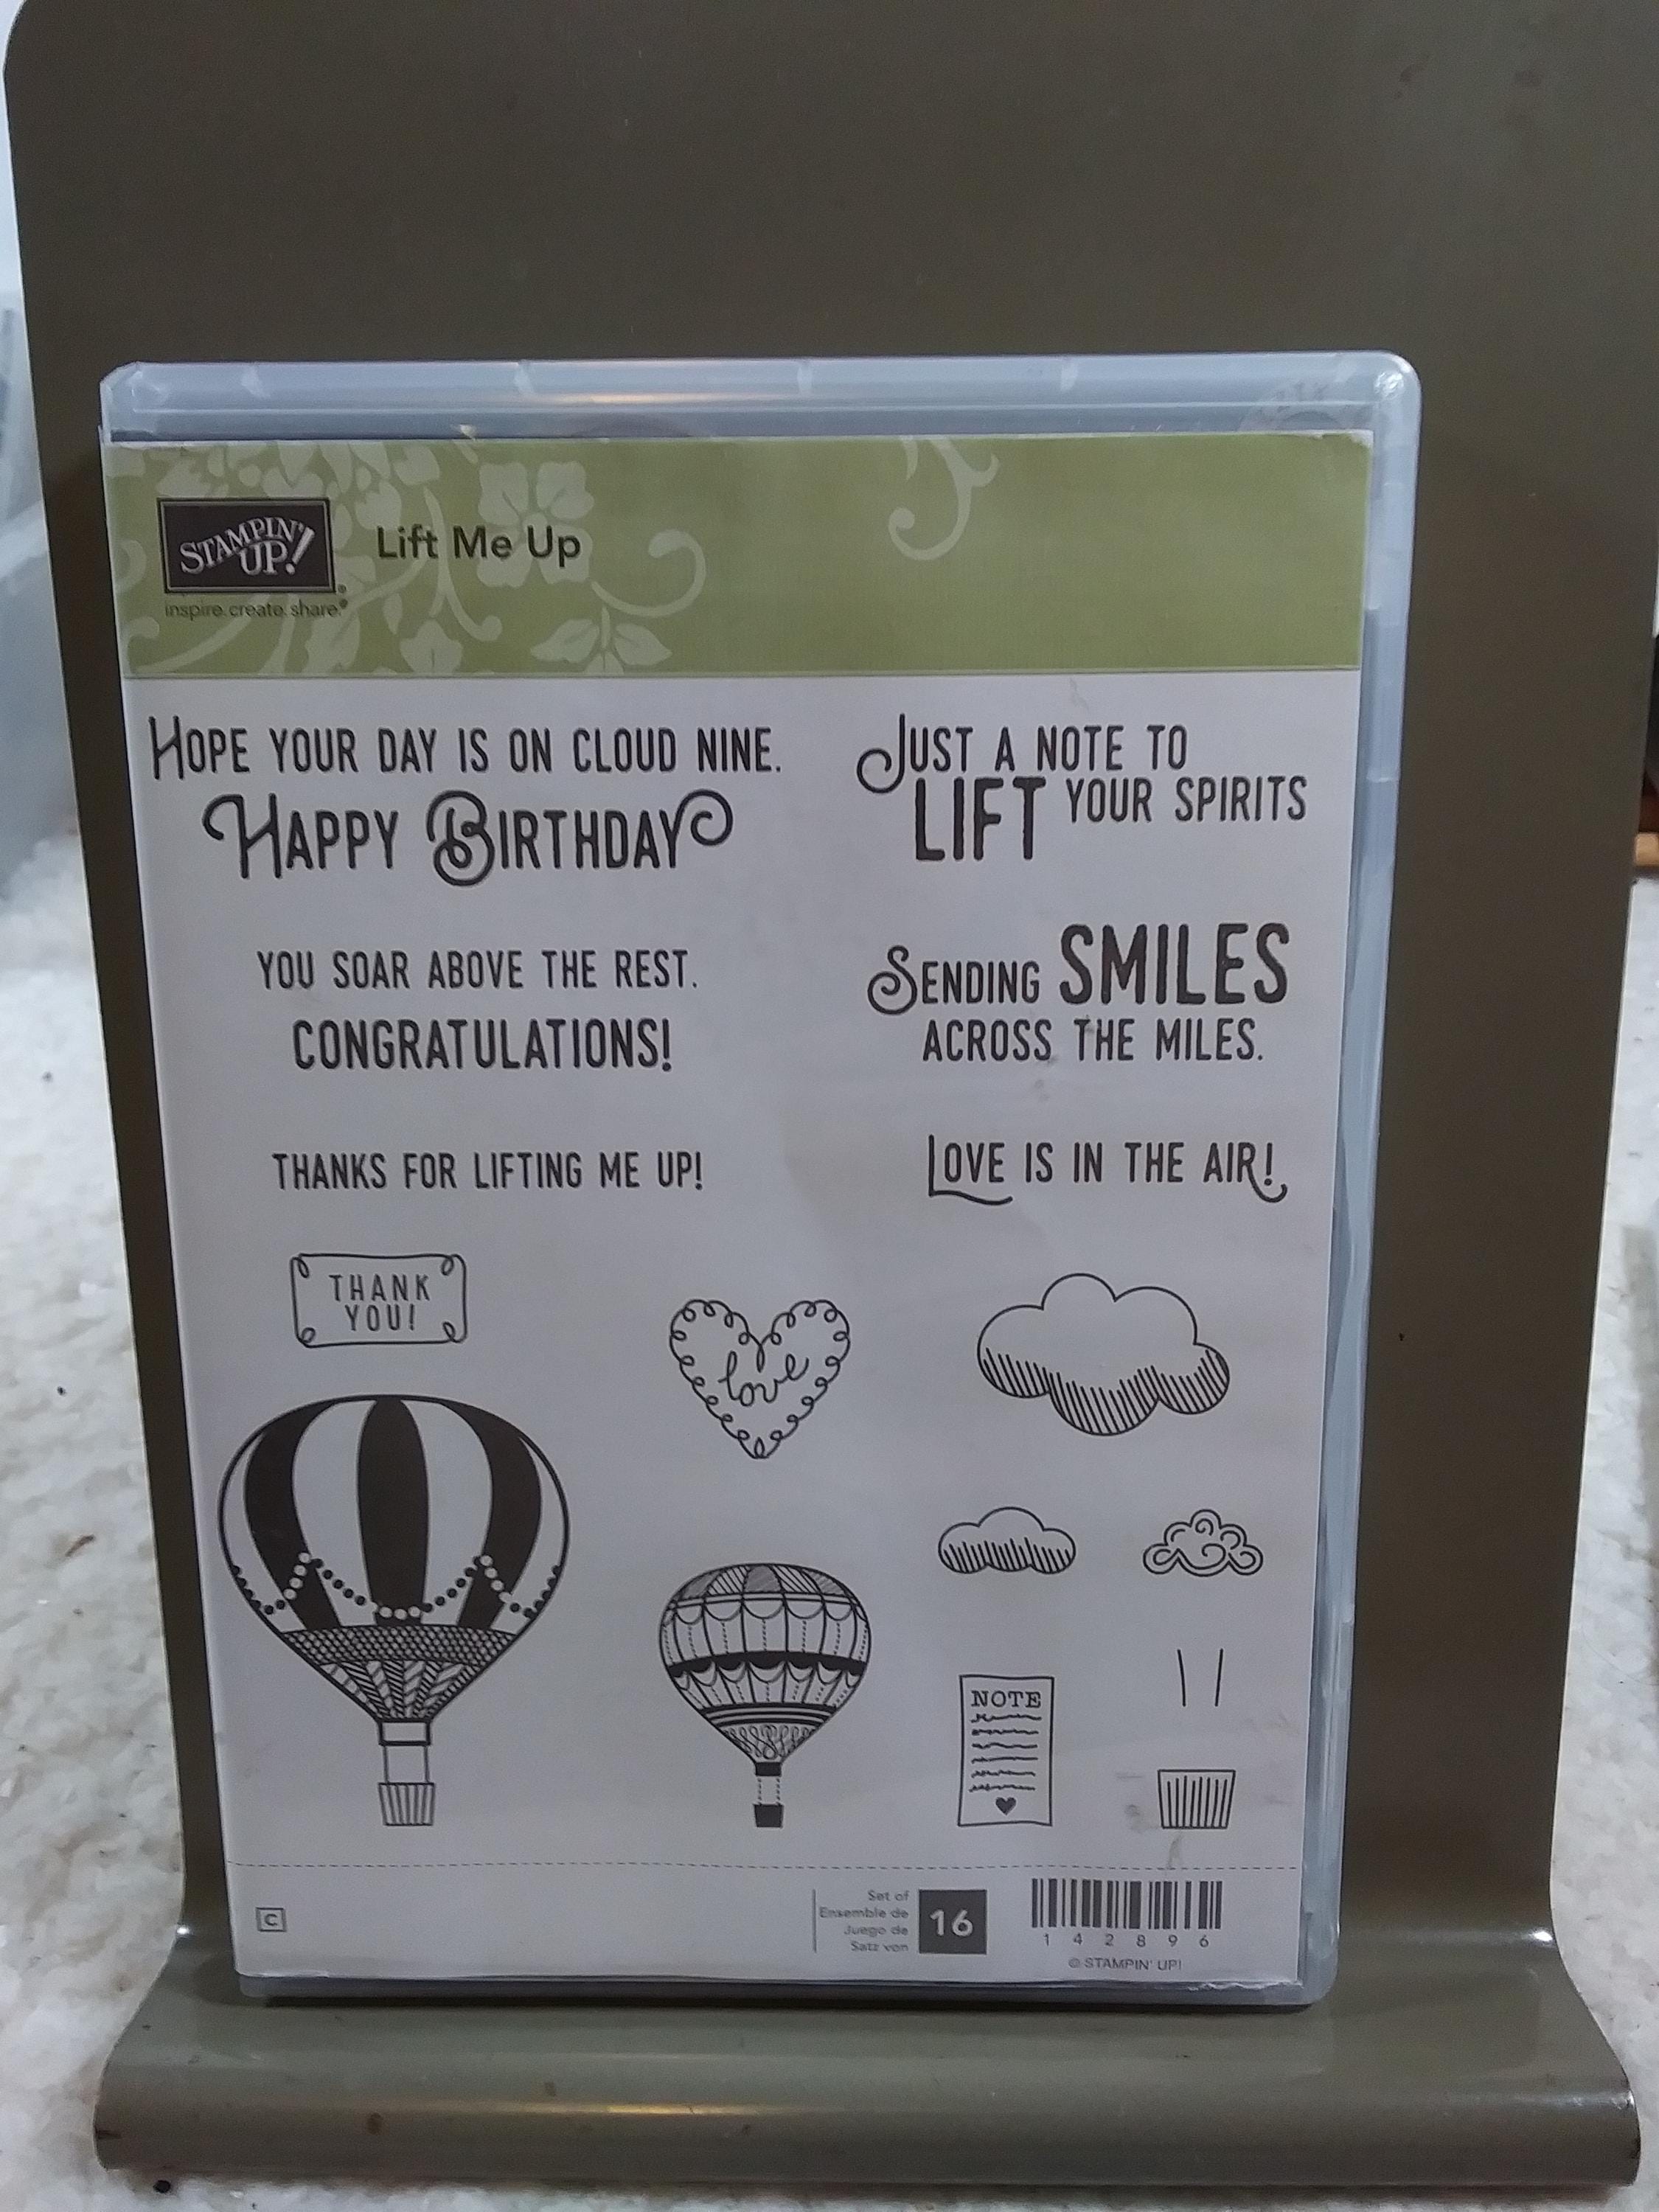 STAMPIN' UP!
inspire. create. share.
Lift Me Up
HOPE YOUR DAY IS ON CLOUD NINE.
HAPPY BIRTHDAY
JUST A NOTE TO
LIFT YOUR SPIRITS
YOU SOAR ABOVE THE REST.
CONGRATULATIONS!
SENDING SMILES
ACROSS THE MILES.
THANKS FOR LIFTING ME UP!
LOVE IS IN THE AIR!
THANK
YOU!
love
NOTE
C
Set of
Ensemble de
Juego de
Satz von
16
1 4 2 8 9 6
© STAMPIN' UP!